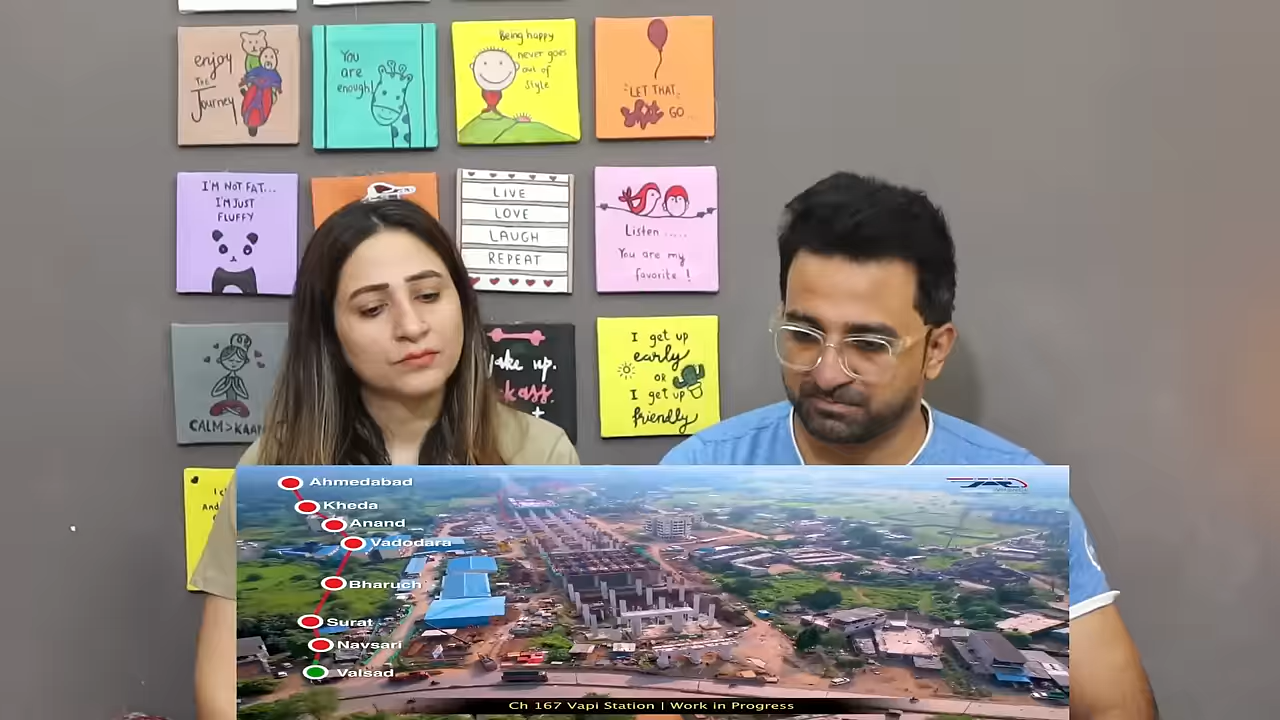 enjoy
THE
Journey
You
are
enough!
Being happy
never goes
out of
style
LET THAT
GO
I'M NOT FAT...
I'M JUST
FLUFFY
LIVE
LOVE
LAUGH
REPEAT
Listen .....
You are my
favorite !
CALM>KAAM
up.
I get up
early
OR
I get up
friendly
Ahmedabad
Kheda
Anand
Vadodara
Bharuch
Surat
Navsari
Valsad
Ch 167 Vapi Station | Work in Progress